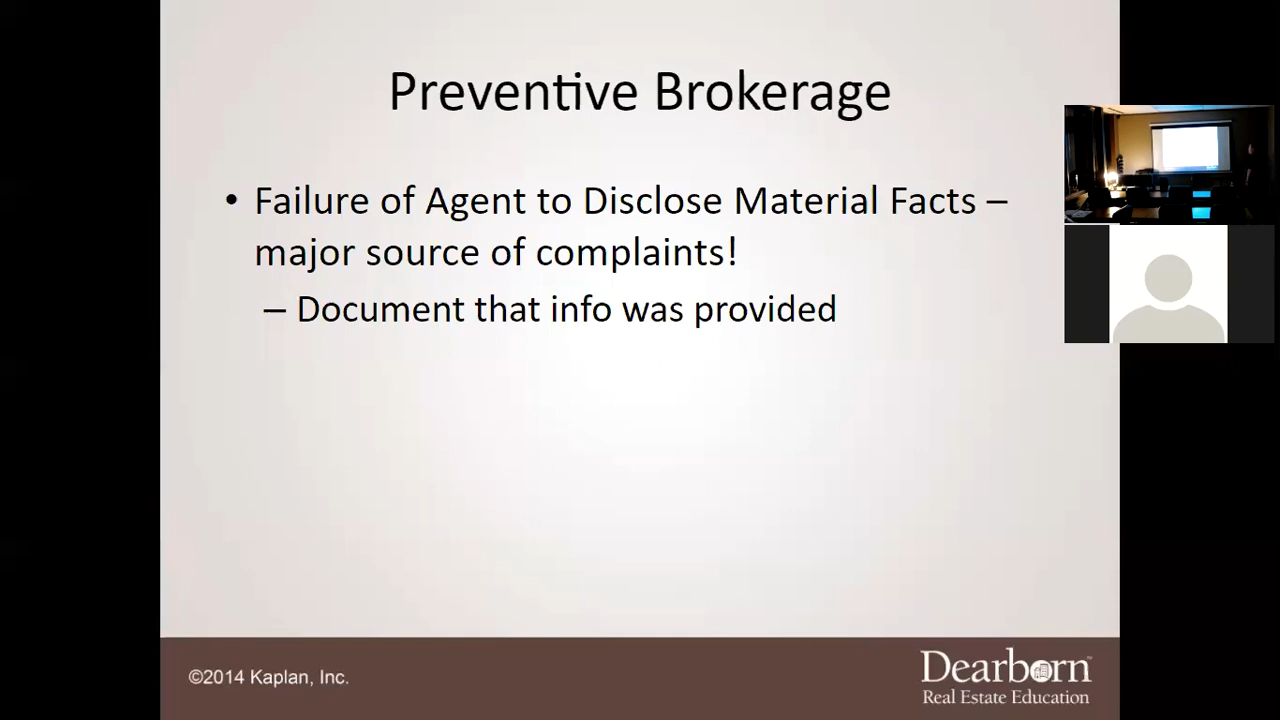 Preventive Brokerage
• Failure of Agent to Disclose Material Facts –
major source of complaints!
– Document that info was provided
©2014 Kaplan, Inc.
Dearborn™
Real Estate Education